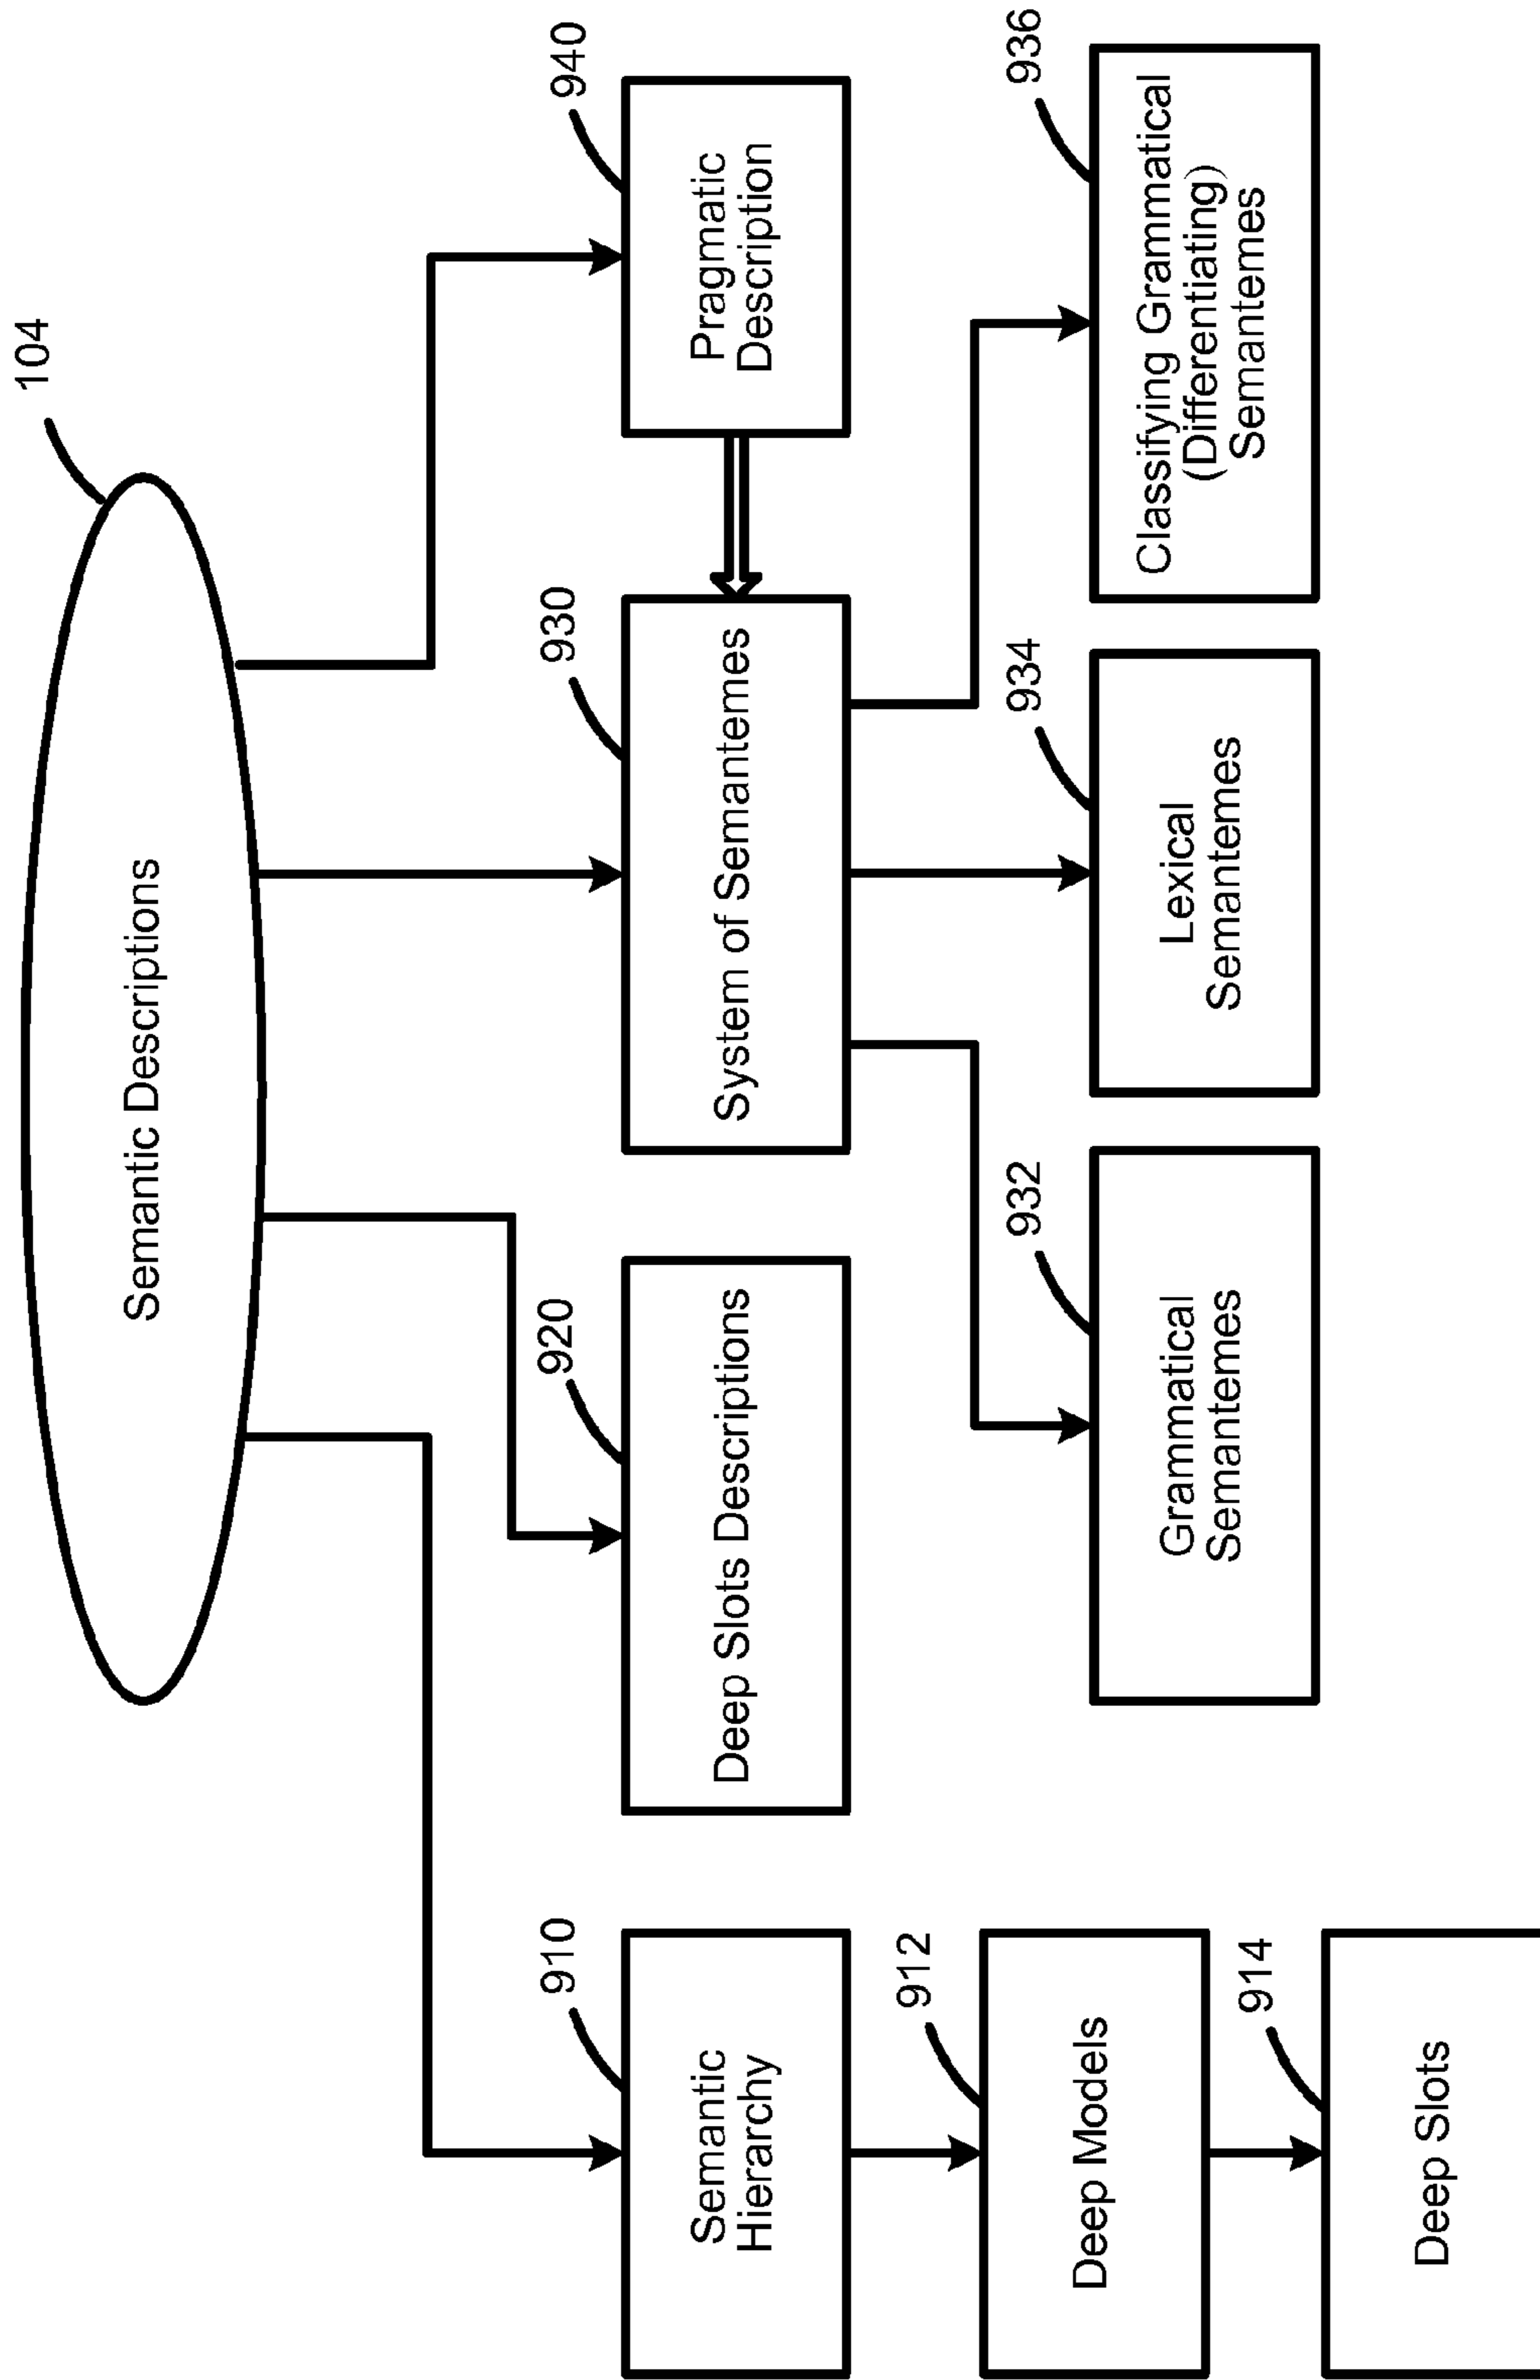 104
Semantic Descriptions
910
Semantic
Hierarchy
920
Deep Slots Descriptions
930
System of Semantemes
940
Pragmatic
Description
912
Deep Models
914
Deep Slots
932
Grammatical
Semantemes
934
Lexical
Semantemes
936
Classifying Grammatical
(Differentiating)
Semantemes